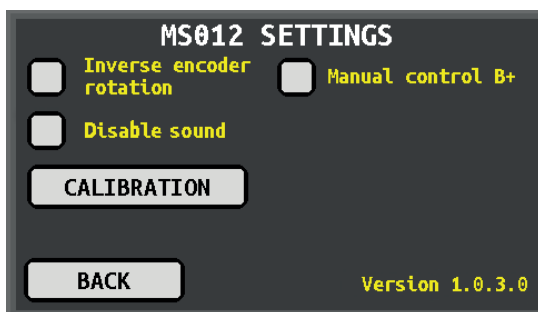 MS012 SETTINGS
Inverse encoder
rotation
Manual control B+
Disable sound
CALIBRATION
BACK
Version 1.0.3.0